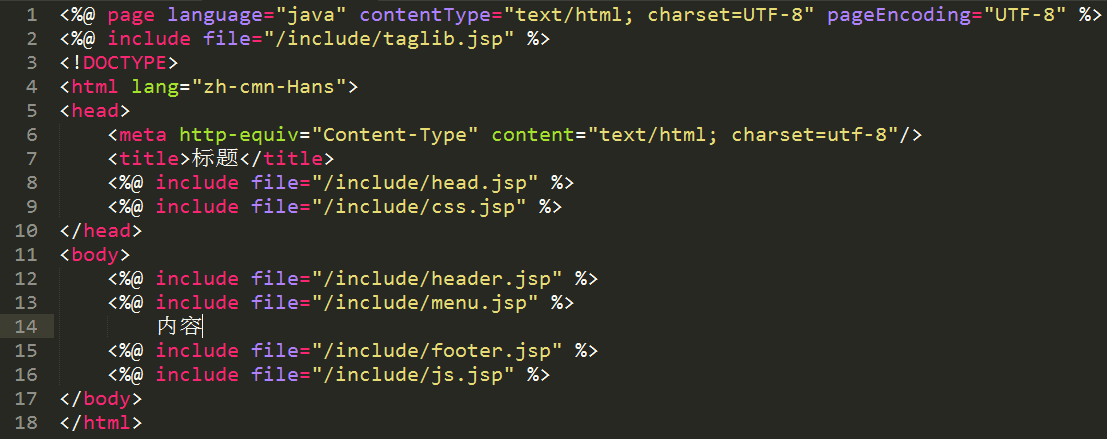 1 <%@ page language="java" contentType="text/html; charset=UTF-8" pageEncoding="UTF-8" %>
2 <%@ include file="/include/taglib.jsp" %>
3 <!DOCTYPE>
4 <html lang="zh-cmn-Hans">
5 <head>
6     <meta http-equiv="Content-Type" content="text/html; charset=utf-8"/>
7     <title>标题</title>
8     <%@ include file="/include/head.jsp" %>
9     <%@ include file="/include/css.jsp" %>
10 </head>
11 <body>
12     <%@ include file="/include/header.jsp" %>
13     <%@ include file="/include/menu.jsp" %>
14         内容
15     <%@ include file="/include/footer.jsp" %>
16     <%@ include file="/include/js.jsp" %>
17 </body>
18 </html>